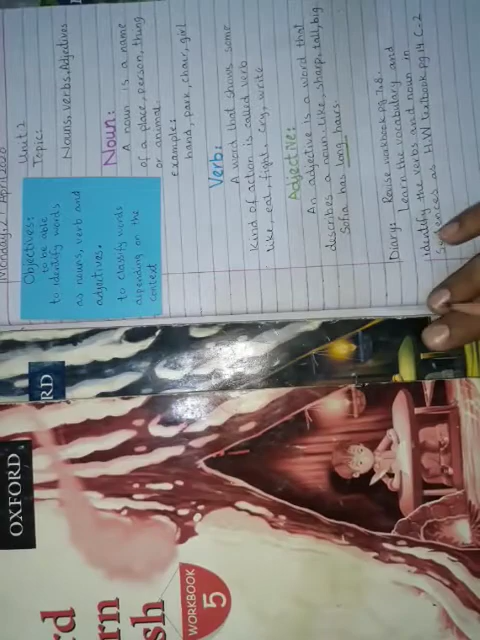 Monday, April 2020
Unit 2
Topic:
Nouns, Verbs, Adjectives
Objectives:
to be able
to identify words
as nouns, verb and
adjectives.
to classify words
depending on the
context
Noun:
A noun is a name
of a place, person, thing
or animal.
example:
hand, park, chair, girl
Verb:
A word that shows some
kind of action is called verb
like - eat, fight, cry, write
Adjective:
An adjective is a word that
describes a noun. like, sharp, tall, big
Sofia has long hairs.
Diary: Revise workbook pg 7,8.
Learn the vocabulary and
identify the verbs and noun in
as H.W textbook pg 14 C-2
RD
OXFORD
rd
rn
sh
WORKBOOK
5